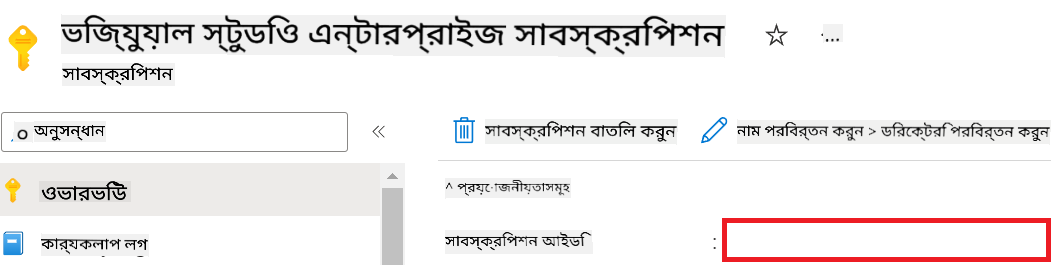 ভিজ্যুয়াল স্টুডিও এন্টারপ্রাইজ সাবস্ক্রিপশন
...
সাবস্ক্রিপশন
অনুসন্ধান «
সাবস্ক্রিপশন বাতিল করুন
নাম পরিবর্তন করুন > ডিরেক্টরি পরিবর্তন করুন
ওভারভিউ
^ প্রয়োজনীয়তাসমূহ
কার্যকলাপ লগ
সাবস্ক্রিপশন আইডি :